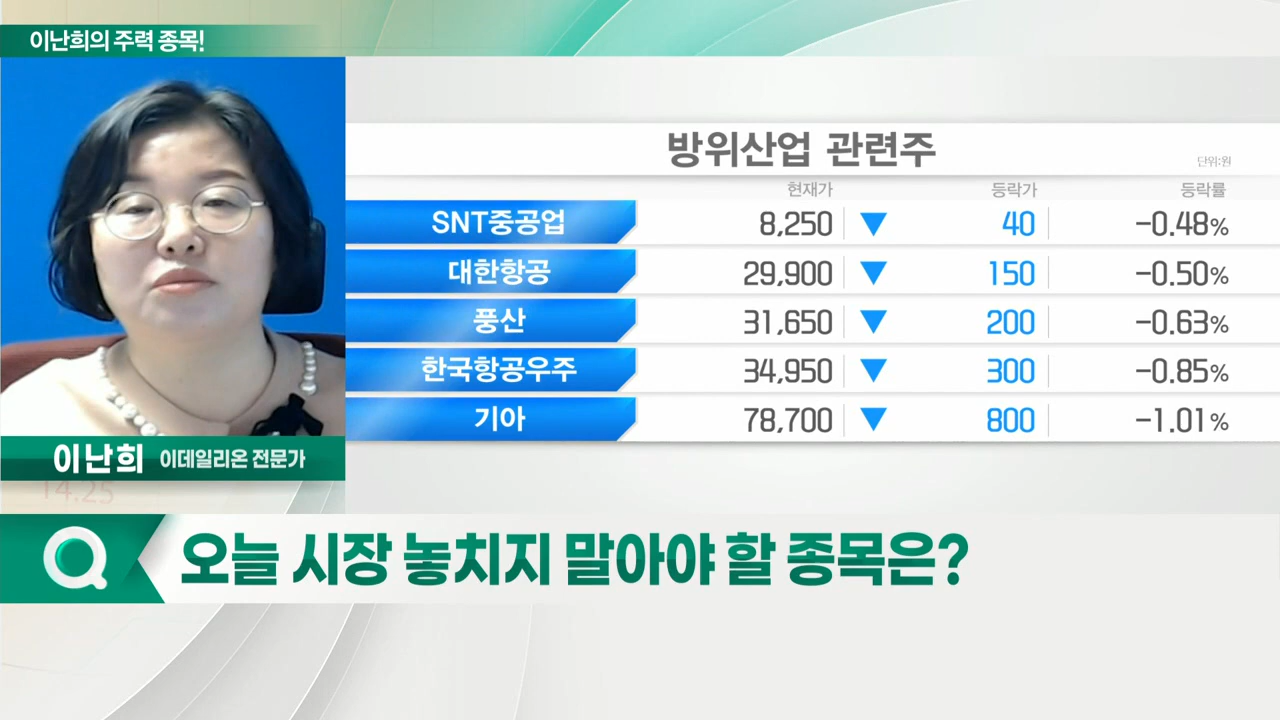 이난희의 주력 종목!
방위산업 관련주
단위:원
현재가 등락가 등락률
SNT중공업 8,250 ▼ 40 -0.48%
대한항공 29,900 ▼ 150 -0.50%
풍산 31,650 ▼ 200 -0.63%
한국항공우주 34,950 ▼ 300 -0.85%
기아 78,700 ▼ 800 -1.01%
이난희 이데일리온 전문가
14.25
Q 오늘 시장 놓치지 말아야 할 종목은?